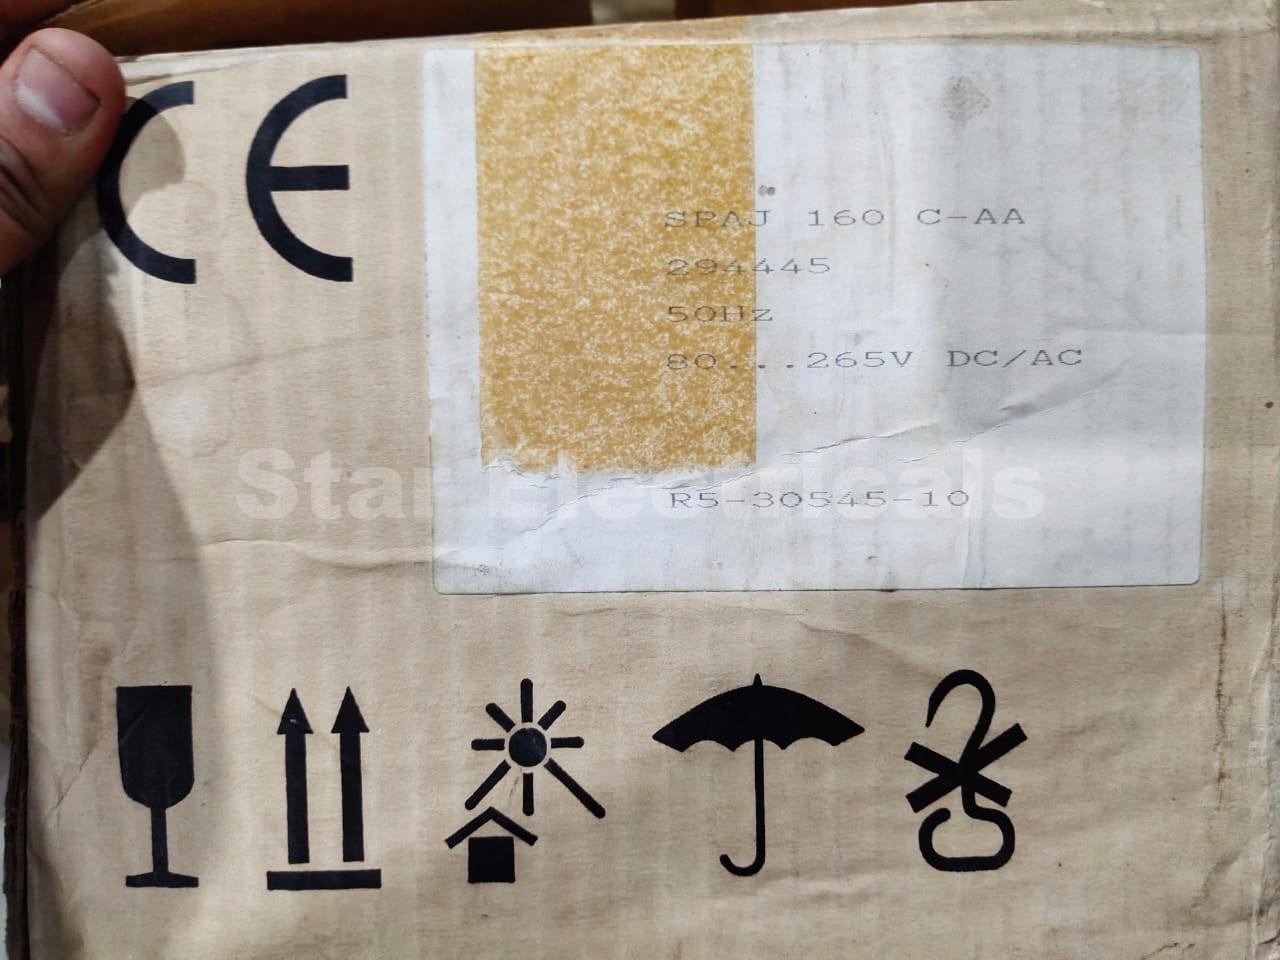 CE
SPAJ 160 C-AA
294445
50Hz
80...265V DC/AC
Star Electricals
R5-30545-10